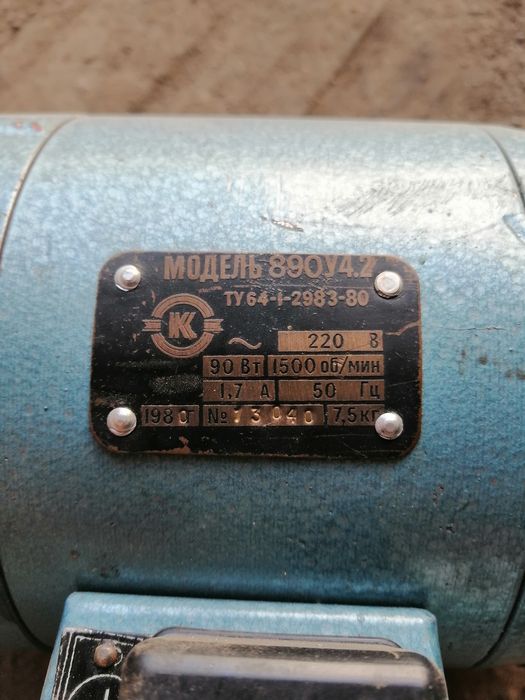 МОДЕЛЬ 890У4.2
ТУ64-1-2983-80
~ 220 В
90 Вт 1500 об/мин
1,7 А 50 Гц
1980г № 13040 7,5 кг